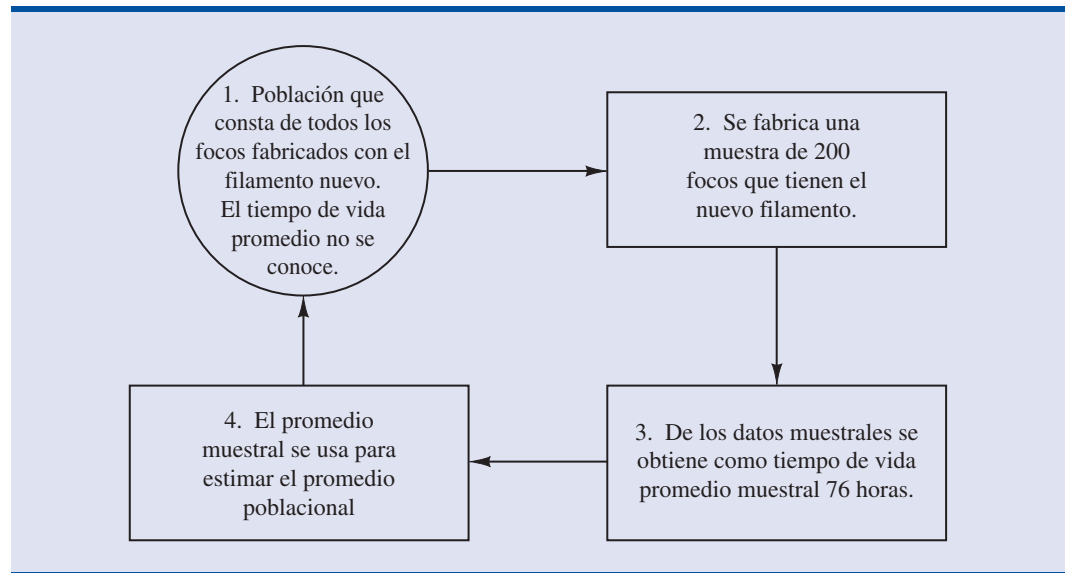 1. Población que
consta de todos los
focos fabricados con el
filamento nuevo.
El tiempo de vida
promedio no se
conoce.
2. Se fabrica una
muestra de 200
focos que tienen el
nuevo filamento.
3. De los datos muestrales se
obtiene como tiempo de vida
promedio muestral 76 horas.
4. El promedio
muestral se usa para
estimar el promedio
poblacional